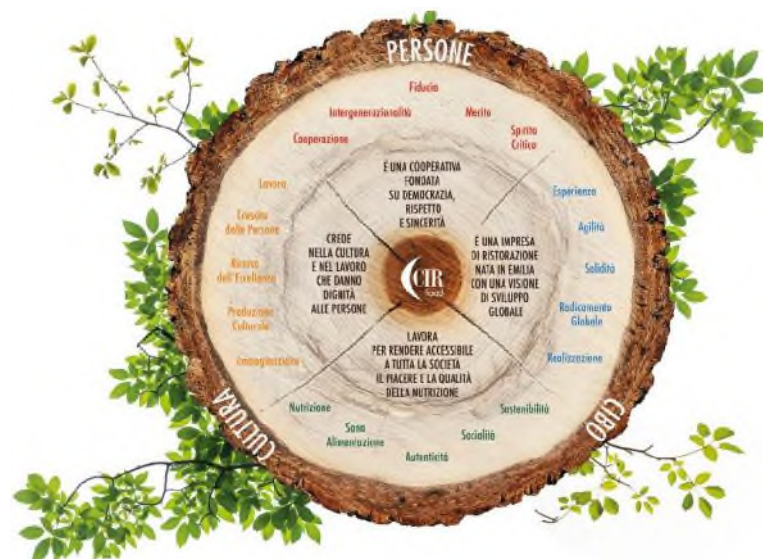 PERSONE
Fiducia
Intergenerazionalità
Merito
Cooperazione
Spirito
Critico
È UNA COOPERATIVA
FONDATA
SU DEMOCRAZIA,
RISPETTO
E SINCERITÀ
Lavoro
Crescita
delle Persone
Ricerca
dell'Eccellenza
Produzione
Culturale
Immaginazione
CREDE
NELLA CULTURA
E NEL LAVORO
CHE DANNO
DIGNITÀ
ALLE PERSONE
CIR
food
È UNA IMPRESA
DI RISTORAZIONE
NATA IN EMILIA
CON UNA VISIONE
DI SVILUPPO
GLOBALE
Esperienza
Agilità
Solidità
Radicamento
Globale
Realizzazione
LAVORA
PER RENDERE ACCESSIBILE
A TUTTA LA SOCIETÀ
IL PIACERE E LA QUALITÀ
DELLA NUTRIZIONE
Nutrizione
Sana
Alimentazione
Autenticità
Socialità
Sostenibilità
CULTURA
CIBO